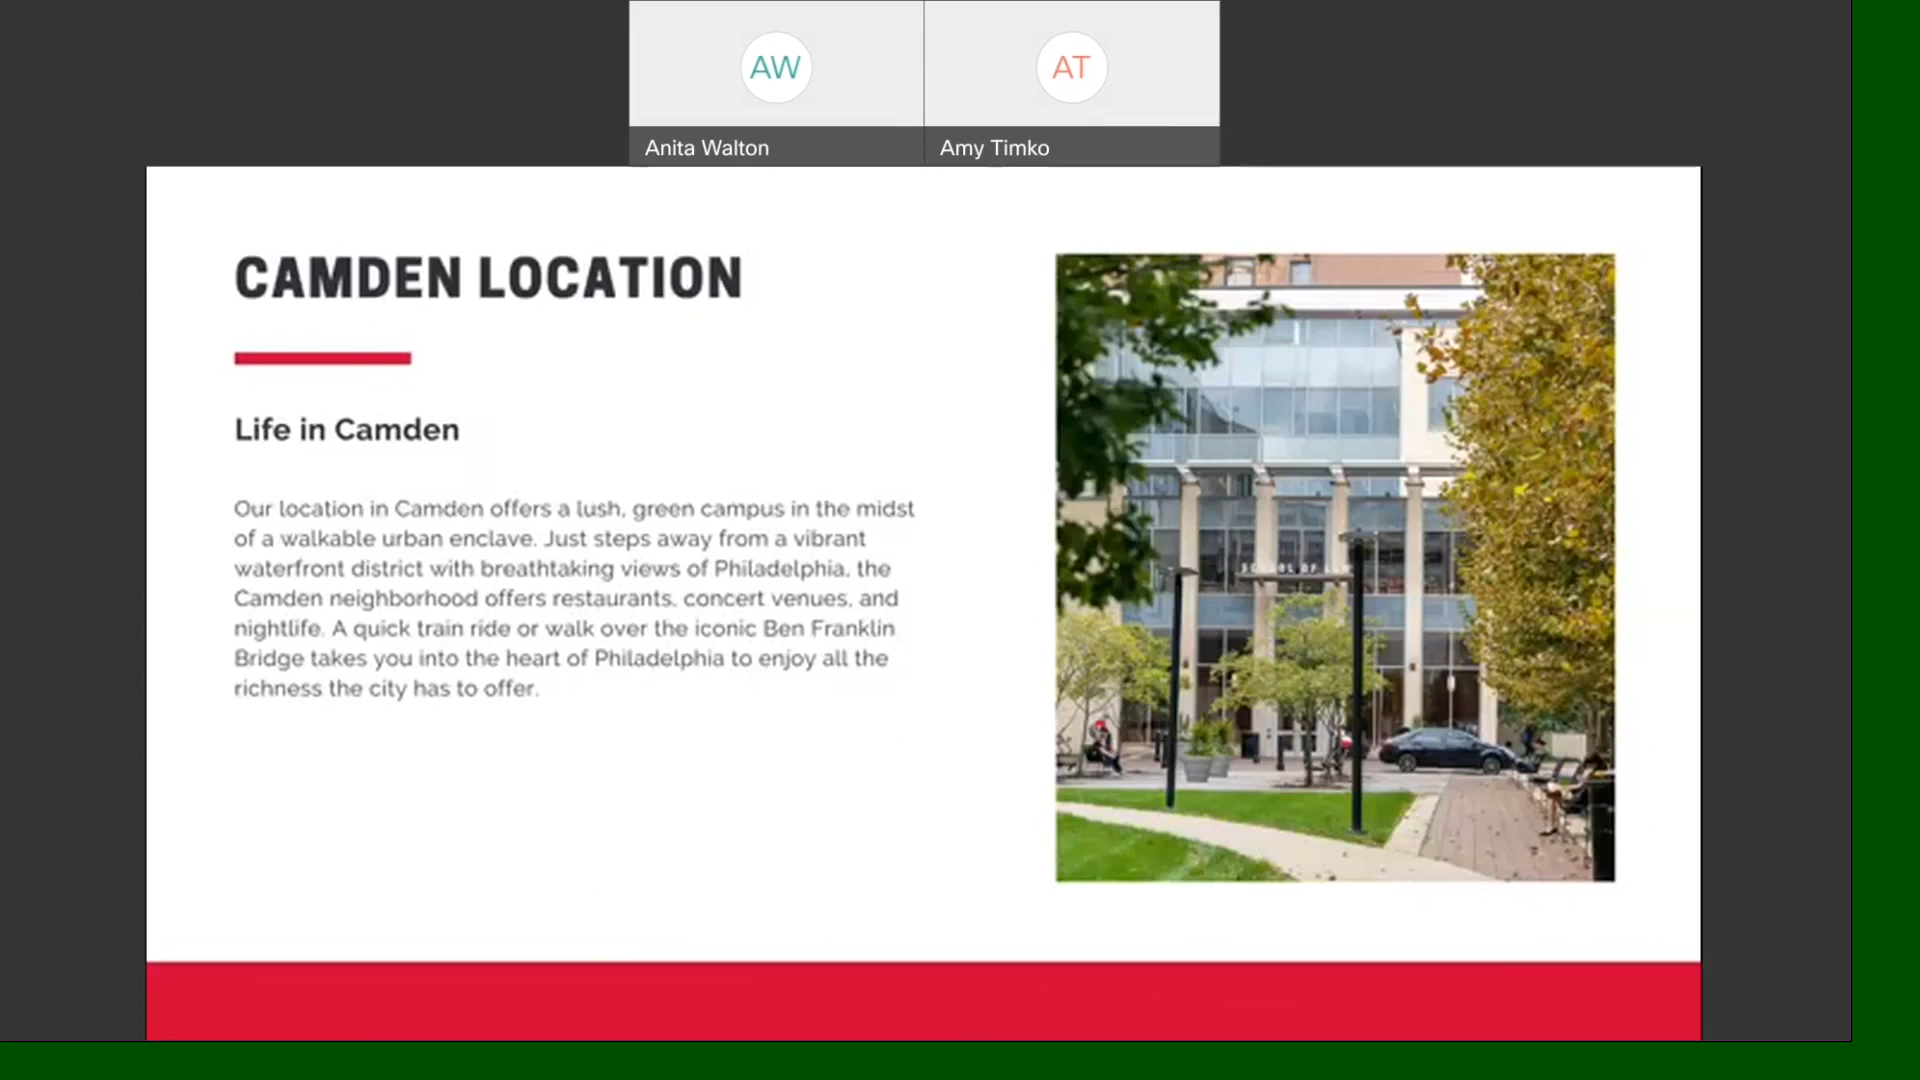 AW
AT
Anita Walton
Amy Timko
CAMDEN LOCATION
Life in Camden
Our location in Camden offers a lush, green campus in the midst
of a walkable urban enclave. Just steps away from a vibrant
waterfront district with breathtaking views of Philadelphia, the
Camden neighborhood offers restaurants, concert venues, and
nightlife. A quick train ride or walk over the iconic Ben Franklin
Bridge takes you into the heart of Philadelphia to enjoy all the
richness the city has to offer.
SCHOOL OF LAW